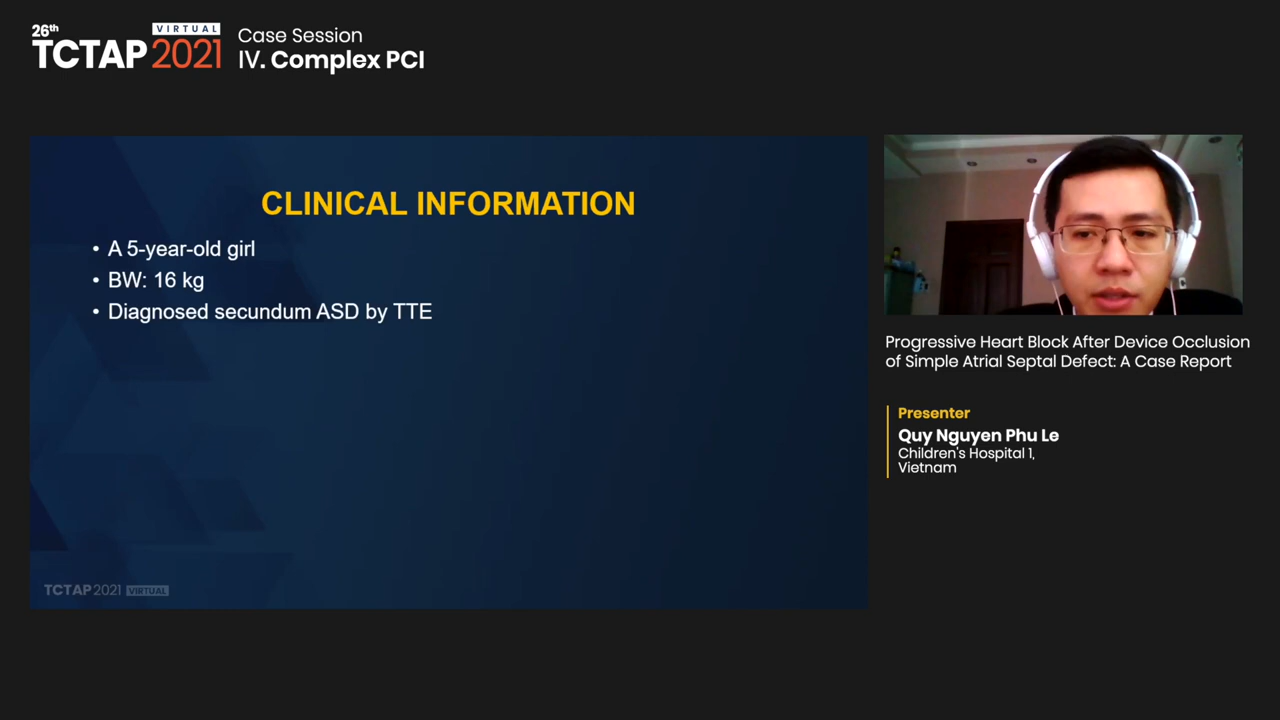 26th
VIRTUAL
TCTAP 2021
Case Session
IV. Complex PCI
CLINICAL INFORMATION
• A 5-year-old girl
• BW: 16 kg
• Diagnosed secundum ASD by TTE
TCTAP 2021 VIRTUAL
Progressive Heart Block After Device Occlusion
of Simple Atrial Septal Defect: A Case Report
Presenter
Quy Nguyen Phu Le
Children's Hospital 1,
Vietnam